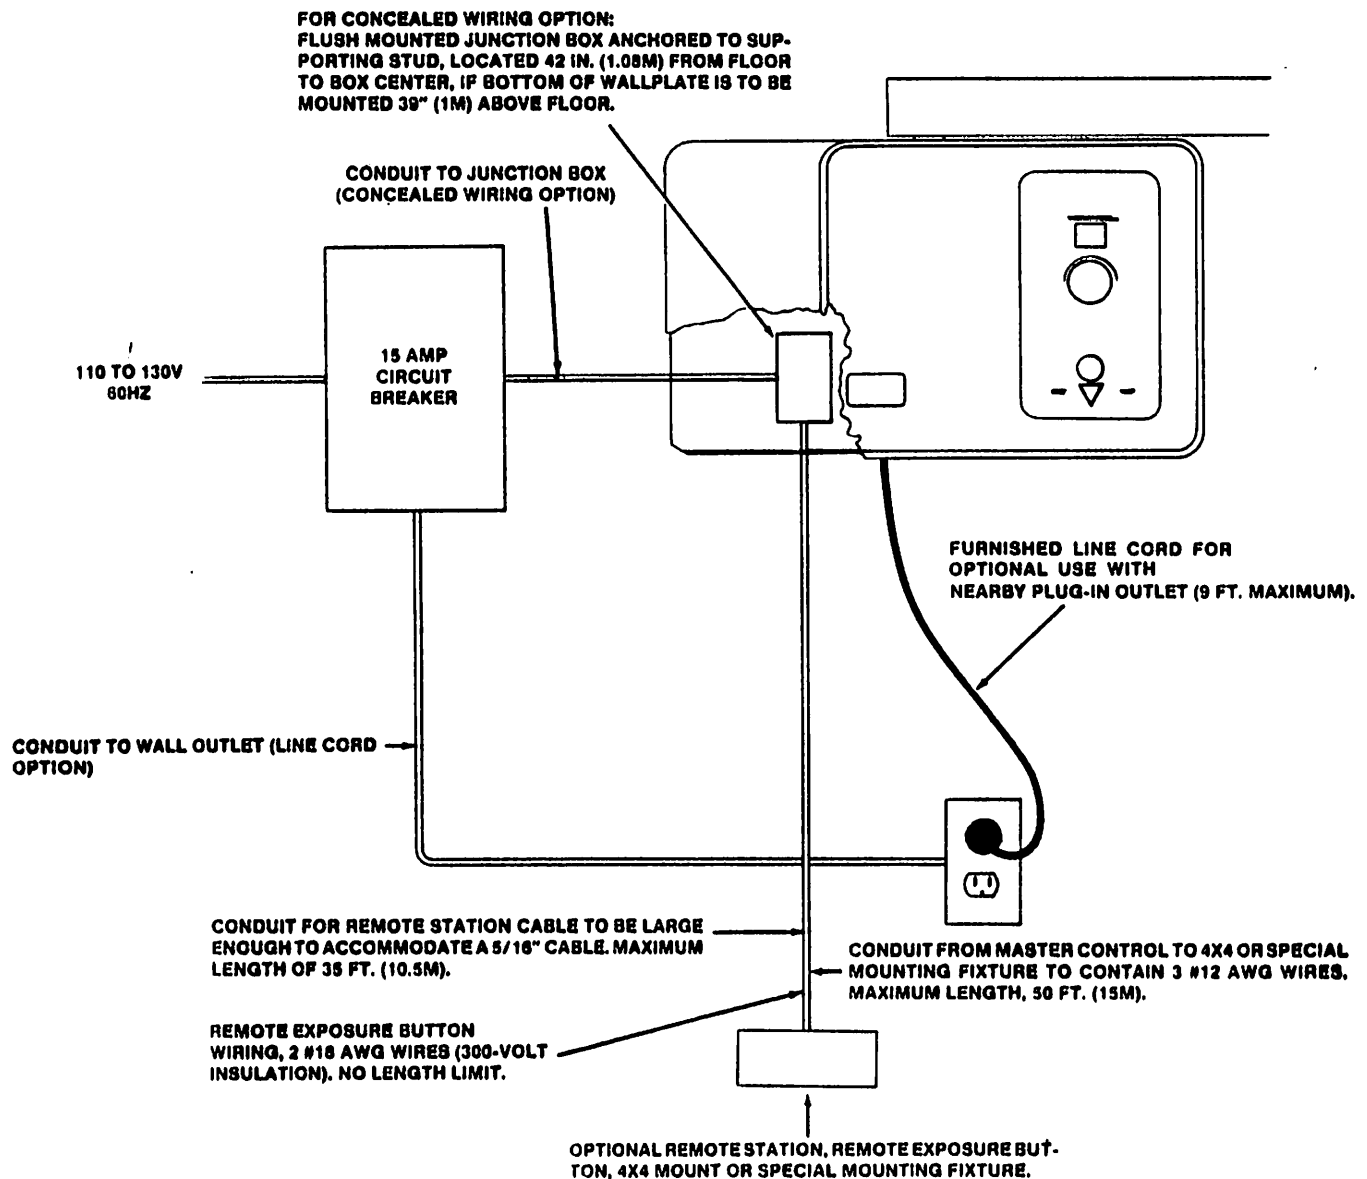 FOR CONCEALED WIRING OPTION:
FLUSH MOUNTED JUNCTION BOX ANCHORED TO SUP-
PORTING STUD, LOCATED 42 IN. (1.08M) FROM FLOOR
TO BOX CENTER, IF BOTTOM OF WALLPLATE IS TO BE
MOUNTED 39" (1M) ABOVE FLOOR.
CONDUIT TO JUNCTION BOX
(CONCEALED WIRING OPTION)
15 AMP
CIRCUIT
BREAKER
110 TO 130V
60HZ
FURNISHED LINE CORD FOR
OPTIONAL USE WITH
NEARBY PLUG-IN OUTLET (9 FT. MAXIMUM).
CONDUIT TO WALL OUTLET (LINE CORD
OPTION)
CONDUIT FOR REMOTE STATION CABLE TO BE LARGE
ENOUGH TO ACCOMMODATE A 5/16" CABLE. MAXIMUM
LENGTH OF 35 FT. (10.5M).
CONDUIT FROM MASTER CONTROL TO 4X4 OR SPECIAL
MOUNTING FIXTURE TO CONTAIN 3 #12 AWG WIRES.
MAXIMUM LENGTH, 50 FT. (15M).
REMOTE EXPOSURE BUTTON
WIRING, 2 #18 AWG WIRES (300-VOLT
INSULATION). NO LENGTH LIMIT.
OPTIONAL REMOTE STATION, REMOTE EXPOSURE BUT-
TON, 4X4 MOUNT OR SPECIAL MOUNTING FIXTURE.